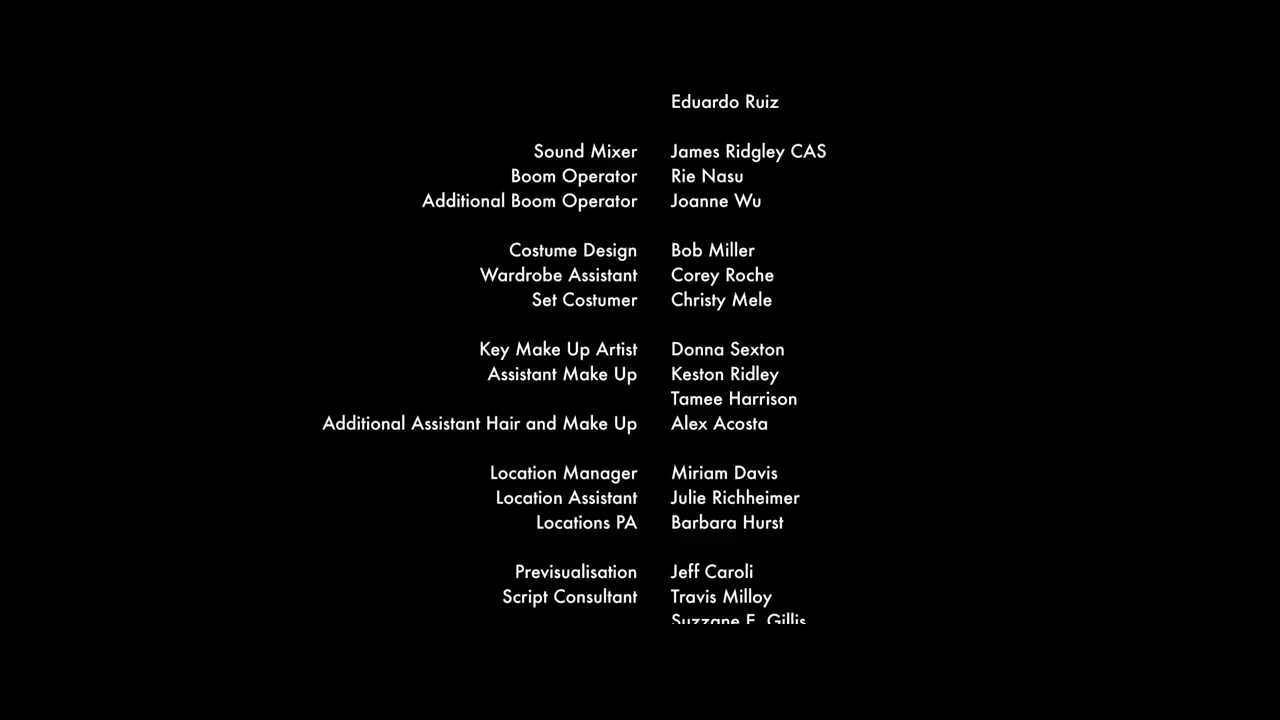 Eduardo Ruiz
Sound Mixer James Ridgley CAS
Boom Operator Rie Nasu
Additional Boom Operator Joanne Wu
Costume Design Bob Miller
Wardrobe Assistant Corey Roche
Set Costumer Christy Mele
Key Make Up Artist Donna Sexton
Assistant Make Up Keston Ridley
Tamee Harrison
Additional Assistant Hair and Make Up Alex Acosta
Location Manager Miriam Davis
Location Assistant Julie Richheimer
Locations PA Barbara Hurst
Previsualisation Jeff Caroli
Script Consultant Travis Milloy
Suzzane E. Gillis